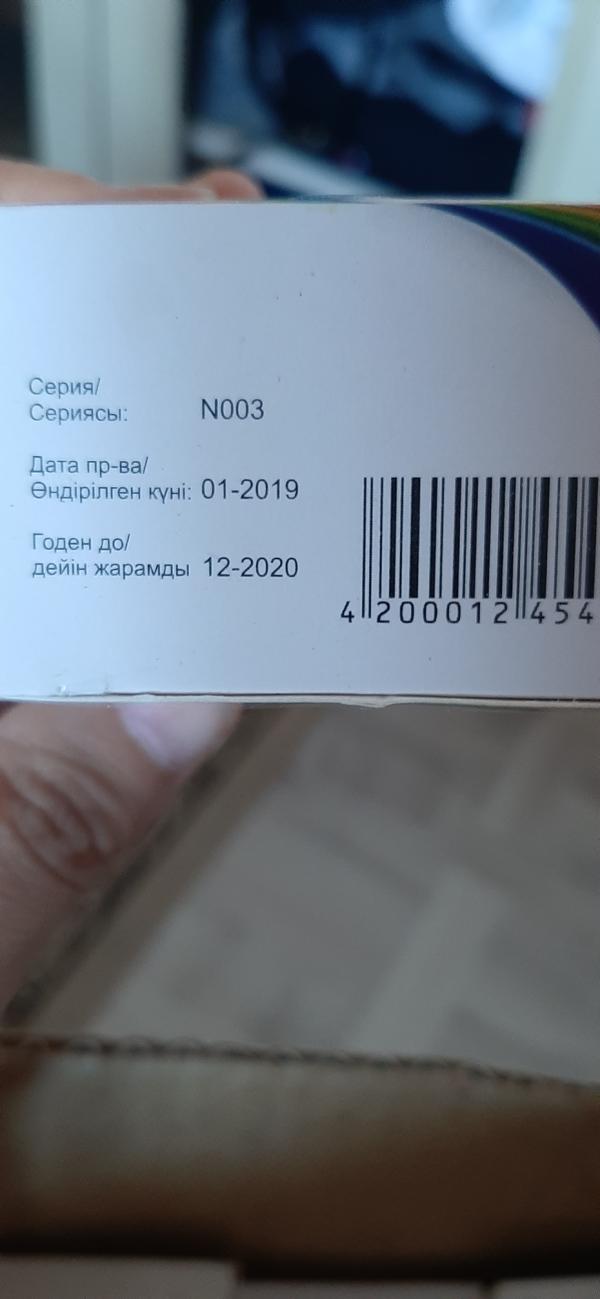 Серия/
Сериясы: N003
Дата пр-ва/
Өндірілген күні: 01-2019
Годен до/
дейін жарамды 12-2020
4 200012 454